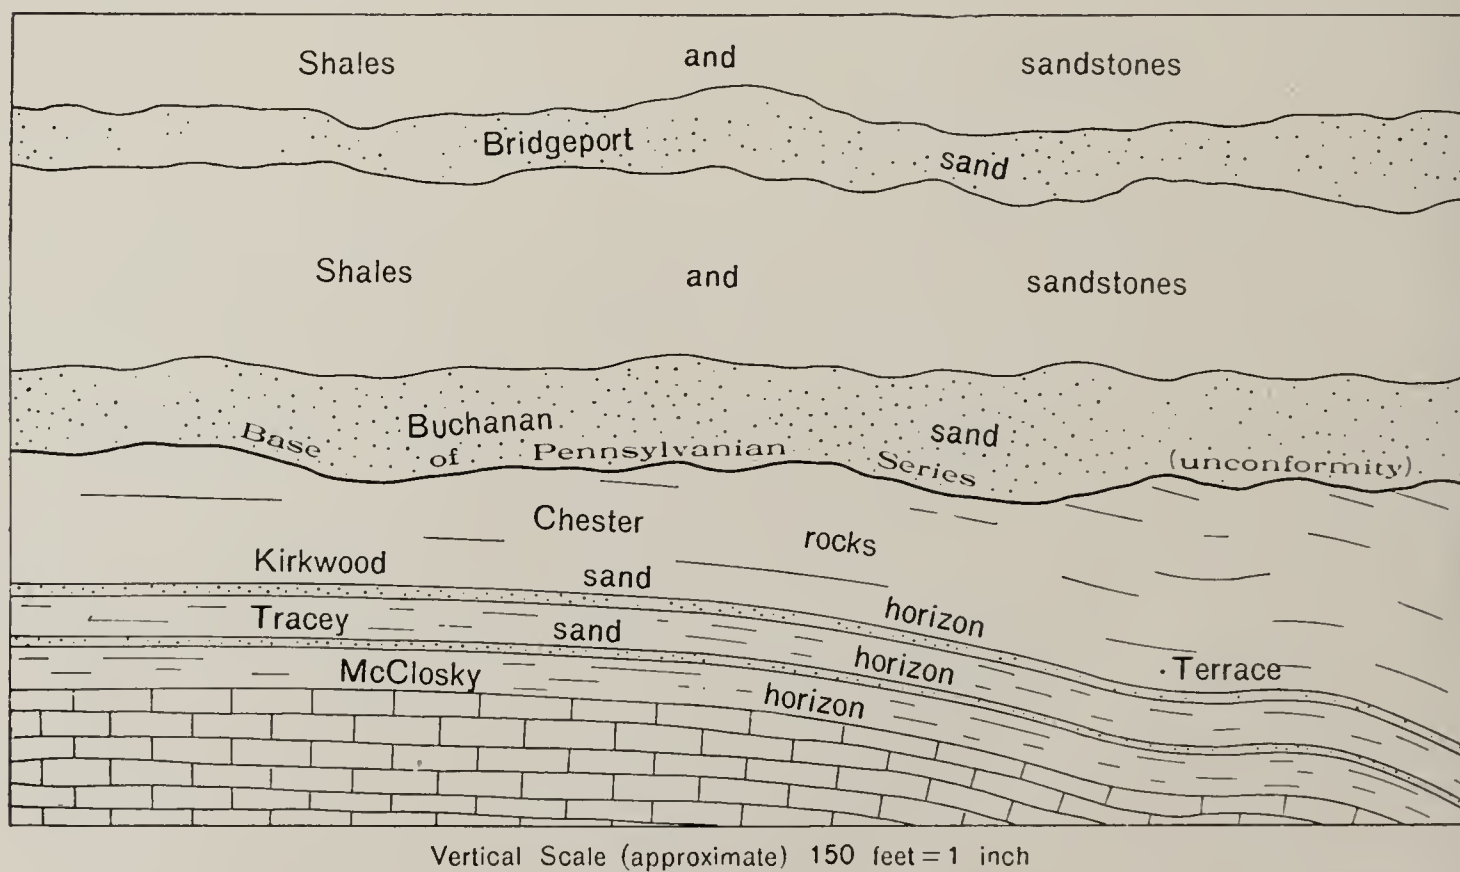 Shales and sandstones
Bridgeport sand
Shales and sandstones
Buchanan sand
Base of Pennsylvanian Series (unconformity)
Chester rocks
Kirkwood sand horizon
Tracey sand horizon
McClosky horizon
Terrace
Vertical Scale (approximate) 150 feet = 1 inch